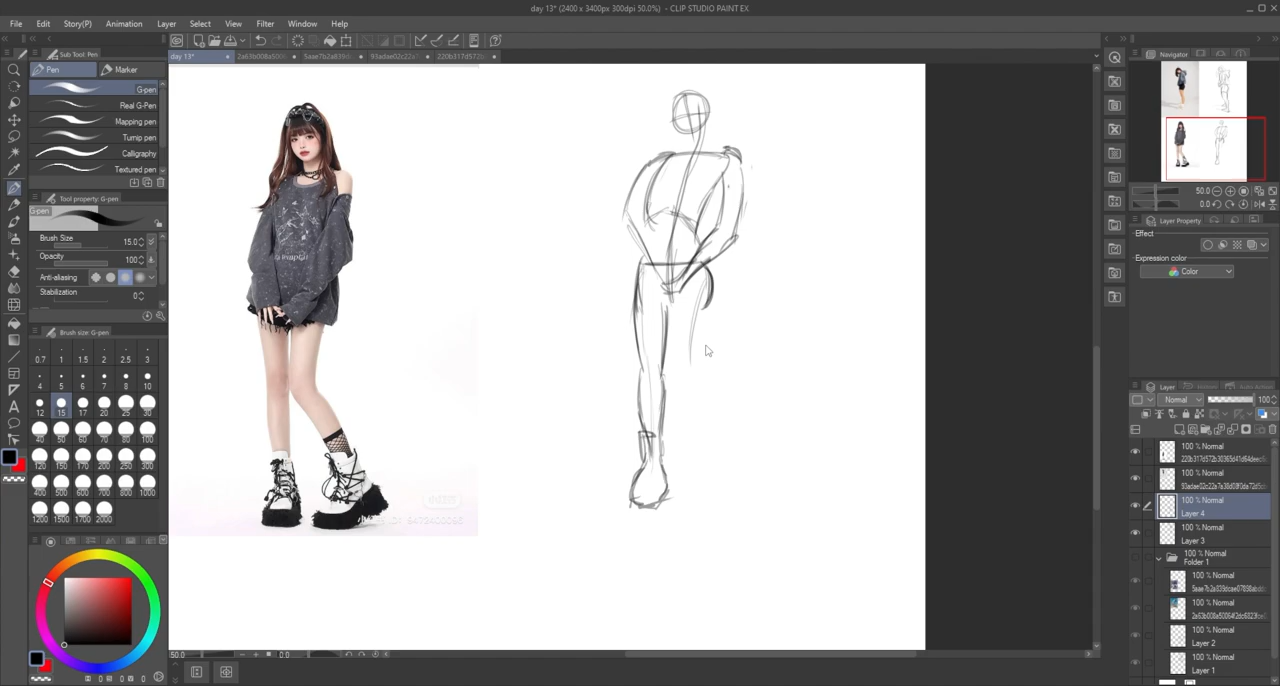 day 13* (2400 x 3400px 300dpi 50.0%) - CLIP STUDIO PAINT EX
File Edit Story(P) Animation Layer Select View Filter Window Help
day 13*
Sub Tool: Pen
Pen Marker
G-pen
Real G-Pen
Mapping pen
Turnip pen
Calligraphy
Textured pen
Tool property: G-pen
G-pen
Brush Size 15.0
Opacity 100
Anti-aliasing
Stabilization 0
Brush size: G-pen
0.7 1 1.5 2 2.5 3
4 5 6 7 8 10
12 15 17 20 25 30
40 50 60 70 80 100
120 150 170 200 250 300
400 500 600 700 800 1000
1200 1500 1700 2000
0 0 0
50.0 0.0
Navigator
50.0
0.0
Layer Property
Effect
Expression color
Color
Layer
Normal 100
100 % Normal
100 % Normal
100 % Normal
Layer 4
100 % Normal
Layer 3
100 % Normal
Folder 1
100 % Normal
100 % Normal
100 % Normal
Layer 2
100 % Normal
Layer 1